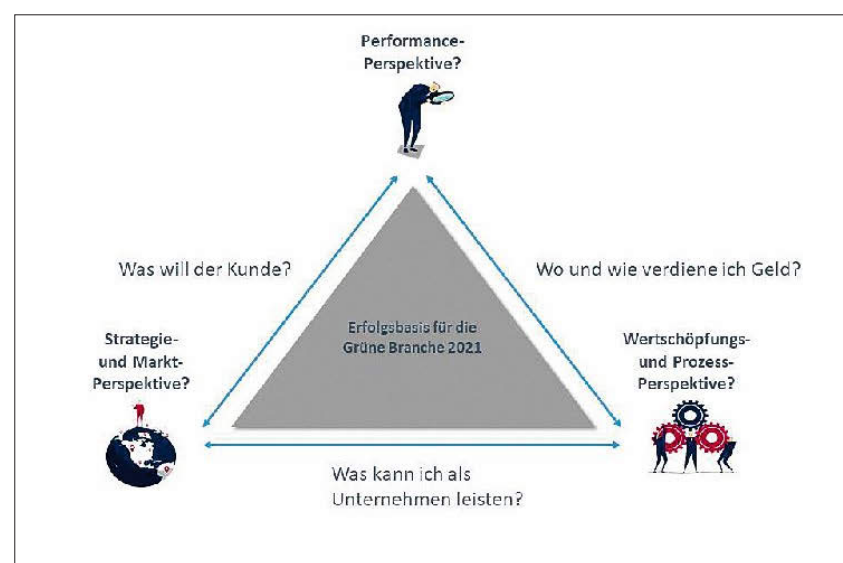 Performance-
Perspektive?
Was will der Kunde?
Wo und wie verdiene ich Geld?
Erfolgsbasis für die
Grüne Branche 2021
Strategie-
und Markt-
Perspektive?
Wertschöpfungs-
und Prozess-
Perspektive?
Was kann ich als
Unternehmen leisten?